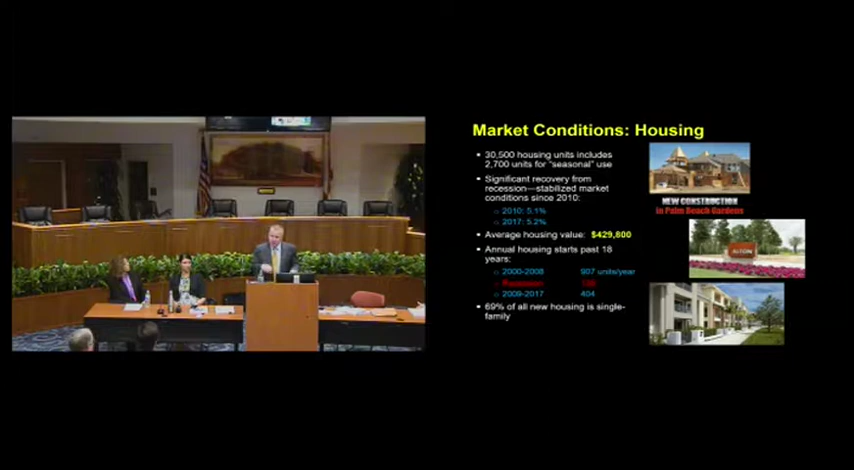 Market Conditions: Housing
• 30,500 housing units includes
2,700 units for "seasonal" use
• Significant recovery from
recession—stabilized market
conditions since 2010:
o 2010: 5.1%
o 2017: 5.2%
• Average housing value: $429,800
• Annual housing starts past 18
years:
o 2000-2008 907 units/year
o Recession
o 2009-2017 404
• 69% of all new housing is single-
family
NEW CONSTRUCTION
in Palm Beach Gardens
ALTON